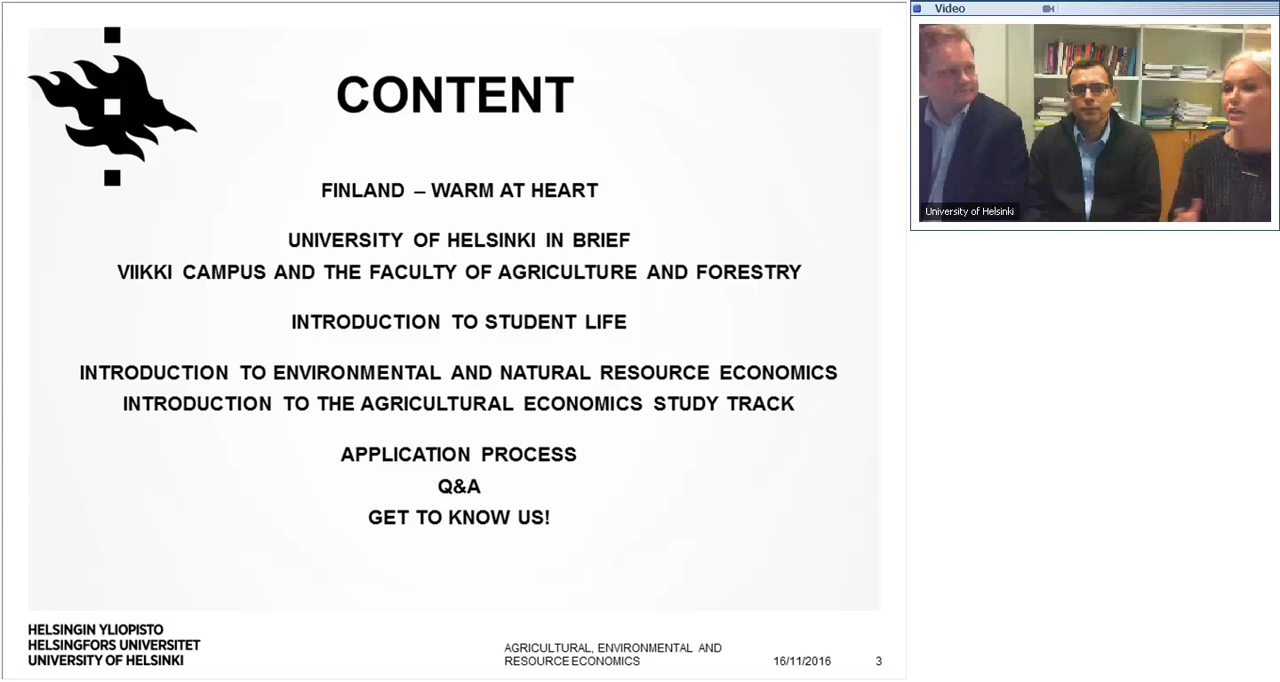 CONTENT
FINLAND – WARM AT HEART
UNIVERSITY OF HELSINKI IN BRIEF
VIIKKI CAMPUS AND THE FACULTY OF AGRICULTURE AND FORESTRY
INTRODUCTION TO STUDENT LIFE
INTRODUCTION TO ENVIRONMENTAL AND NATURAL RESOURCE ECONOMICS
INTRODUCTION TO THE AGRICULTURAL ECONOMICS STUDY TRACK
APPLICATION PROCESS
Q&A
GET TO KNOW US!
HELSINGIN YLIOPISTO
HELSINGFORS UNIVERSITET
UNIVERSITY OF HELSINKI
AGRICULTURAL, ENVIRONMENTAL AND
RESOURCE ECONOMICS
16/11/2016
3
Video
University of Helsinki